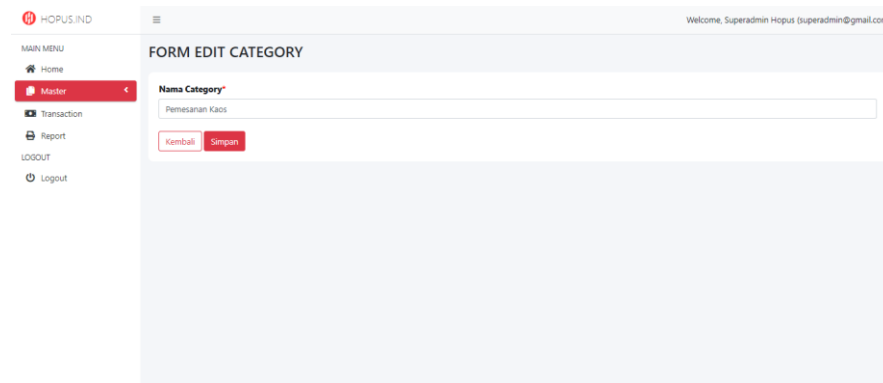 HOPUS.IND
Welcome, Superadmin Hopus (superadmin@gmail.com
MAIN MENU
Home
Master
Transaction
Report
LOGOUT
Logout
FORM EDIT CATEGORY
Nama Category*
Pemesanan Kaos
Kembali
Simpan